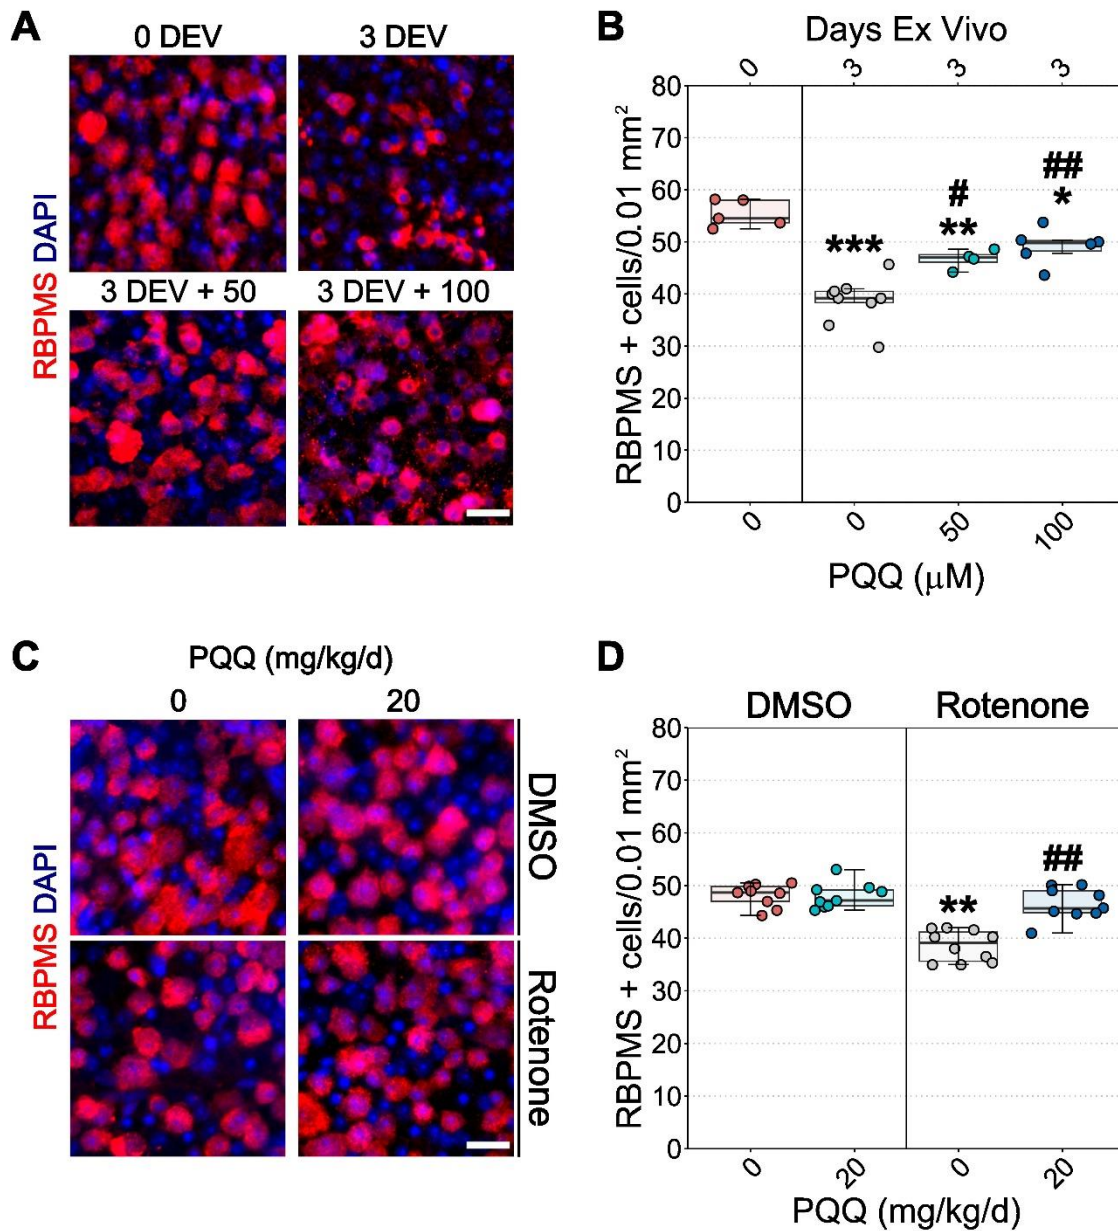 A
0 DEV
3 DEV
3 DEV + 50
3 DEV + 100
RBPMS DAPI
B
Days Ex Vivo
0
3
3
3
80
70
60
50
40
30
20
10
0
RBPMS + cells/0.01 mm²
***
#
**
##
*
0
0
50
100
PQQ (μM)
C
PQQ (mg/kg/d)
0
20
DMSO
Rotenone
RBPMS DAPI
D
DMSO
Rotenone
80
70
60
50
40
30
20
10
0
RBPMS + cells/0.01 mm²
**
##
0
20
0
20
PQQ (mg/kg/d)